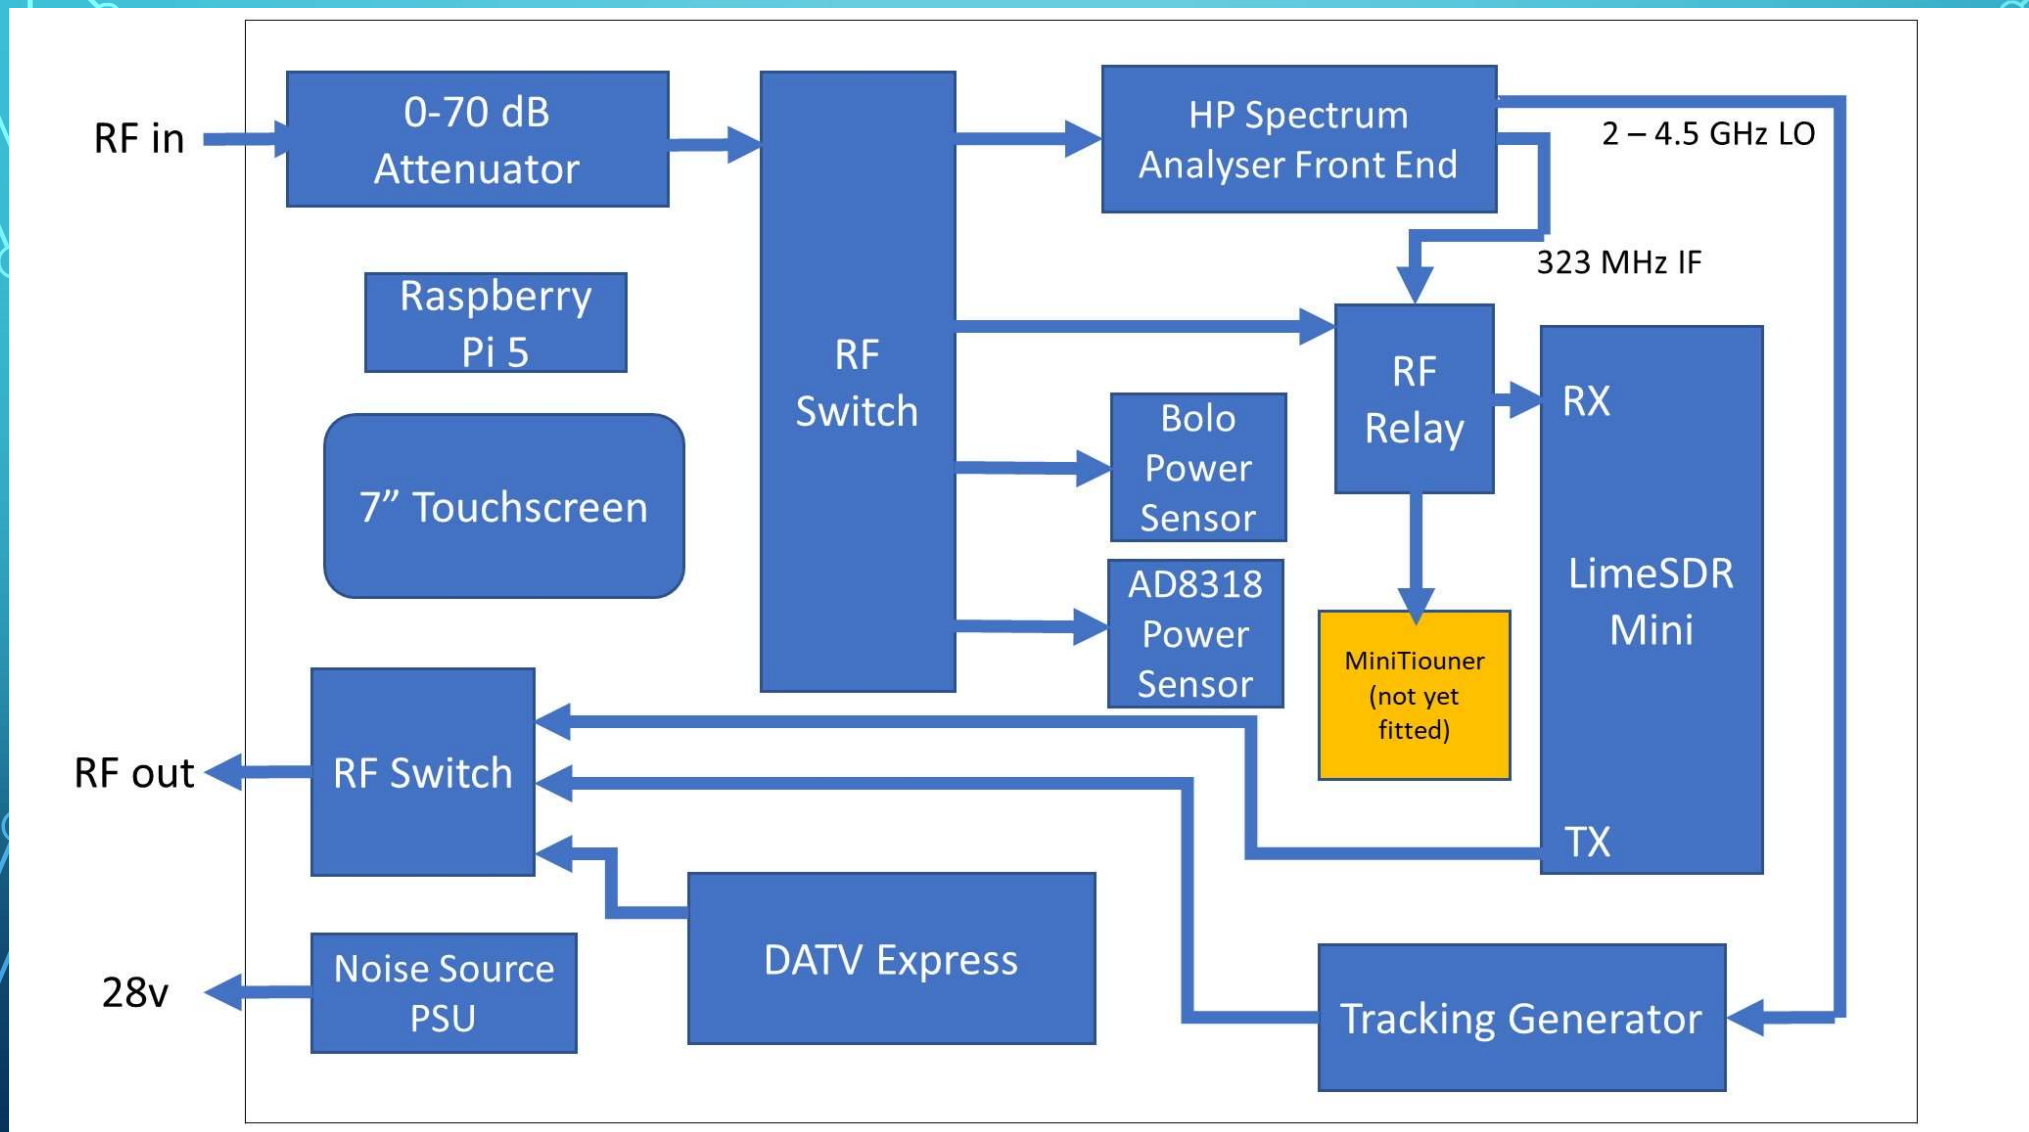 RF in
0-70 dB
Attenuator
HP Spectrum
Analyser Front End
2 – 4.5 GHz LO
323 MHz IF
Raspberry
Pi 5
RF
Switch
RF
Relay
RX
7” Touchscreen
Bolo
Power
Sensor
AD8318
Power
Sensor
LimeSDR
Mini
MiniTiouner
(not yet
fitted)
TX
RF out
RF Switch
DATV Express
28v
Noise Source
PSU
Tracking Generator